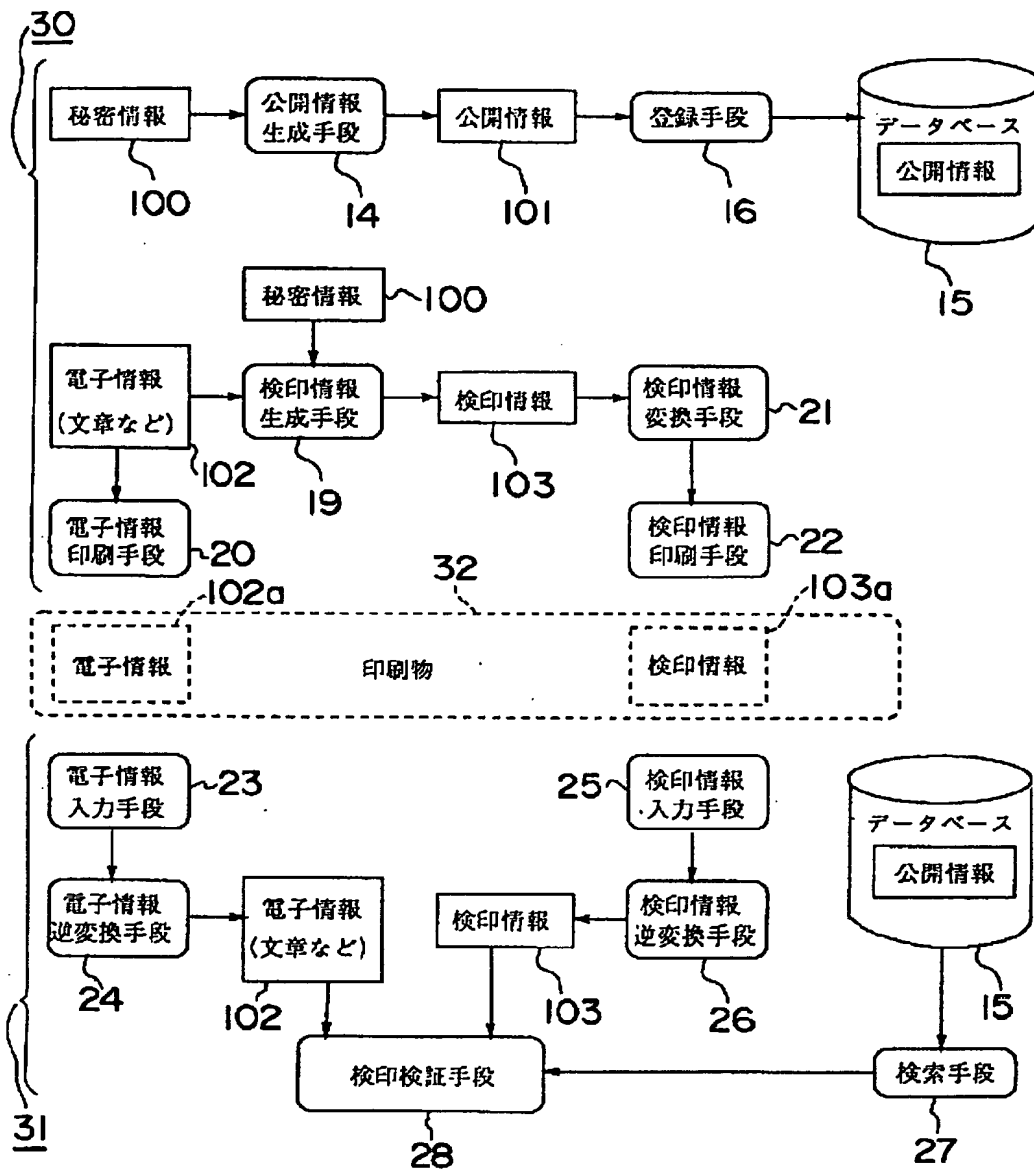 30
秘密情報
公開情報
生成手段
公開情報
登録手段
データベース
公開情報
100
14
101
16
15
秘密情報
100
電子情報
(文章など)
検印情報
生成手段
検印情報
検印情報
変換手段
21
102
19
103
電子情報
印刷手段
20
検印情報
印刷手段
22
102a
32
103a
電子情報
印刷物
検印情報
電子情報
入力手段
23
25
検印情報
入力手段
データベース
公開情報
電子情報
逆変換手段
電子情報
(文章など)
検印情報
検印情報
逆変換手段
24
102
103
26
15
検印検証手段
検索手段
31
28
27